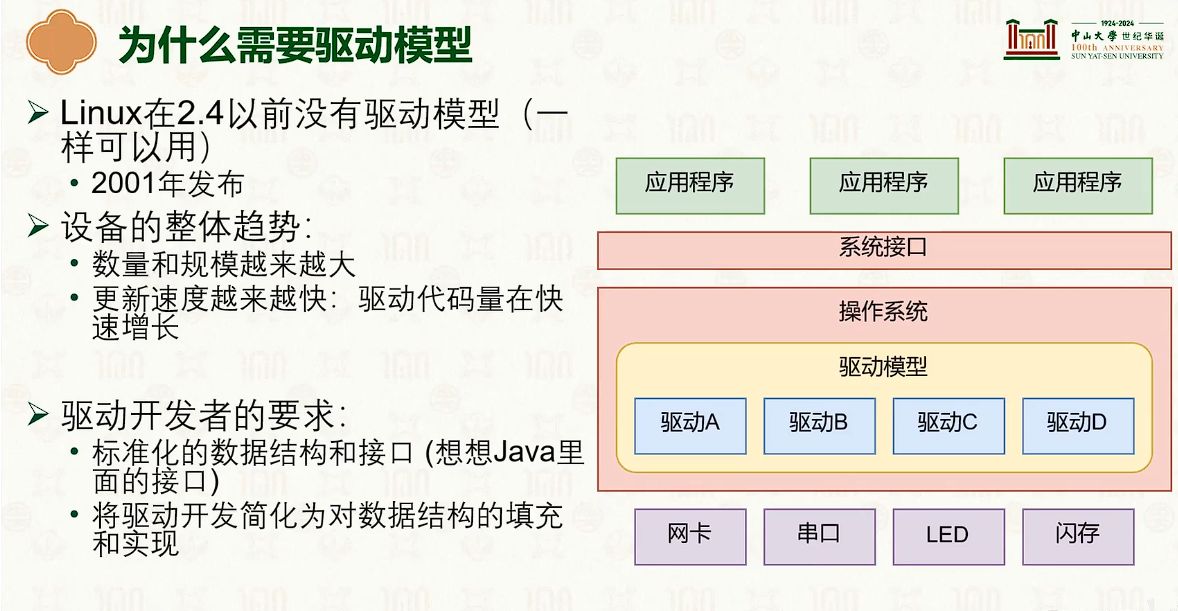 为什么需要驱动模型
1924-2024
中山大学 世纪华诞
100th ANNIVERSARY
SUN YAT-SEN UNIVERSITY
Linux在2.4以前没有驱动模型（一
样可以用）
2001年发布
设备的整体趋势：
数量和规模越来越大
更新速度越来越快：驱动代码量在快
速增长
驱动开发者的要求：
标准化的数据结构和接口 (想想Java里
面的接口)
将驱动开发简化为对数据结构的填充
和实现
应用程序 应用程序 应用程序
系统接口
操作系统
驱动模型
驱动A 驱动B 驱动C 驱动D
网卡 串口 LED 闪存